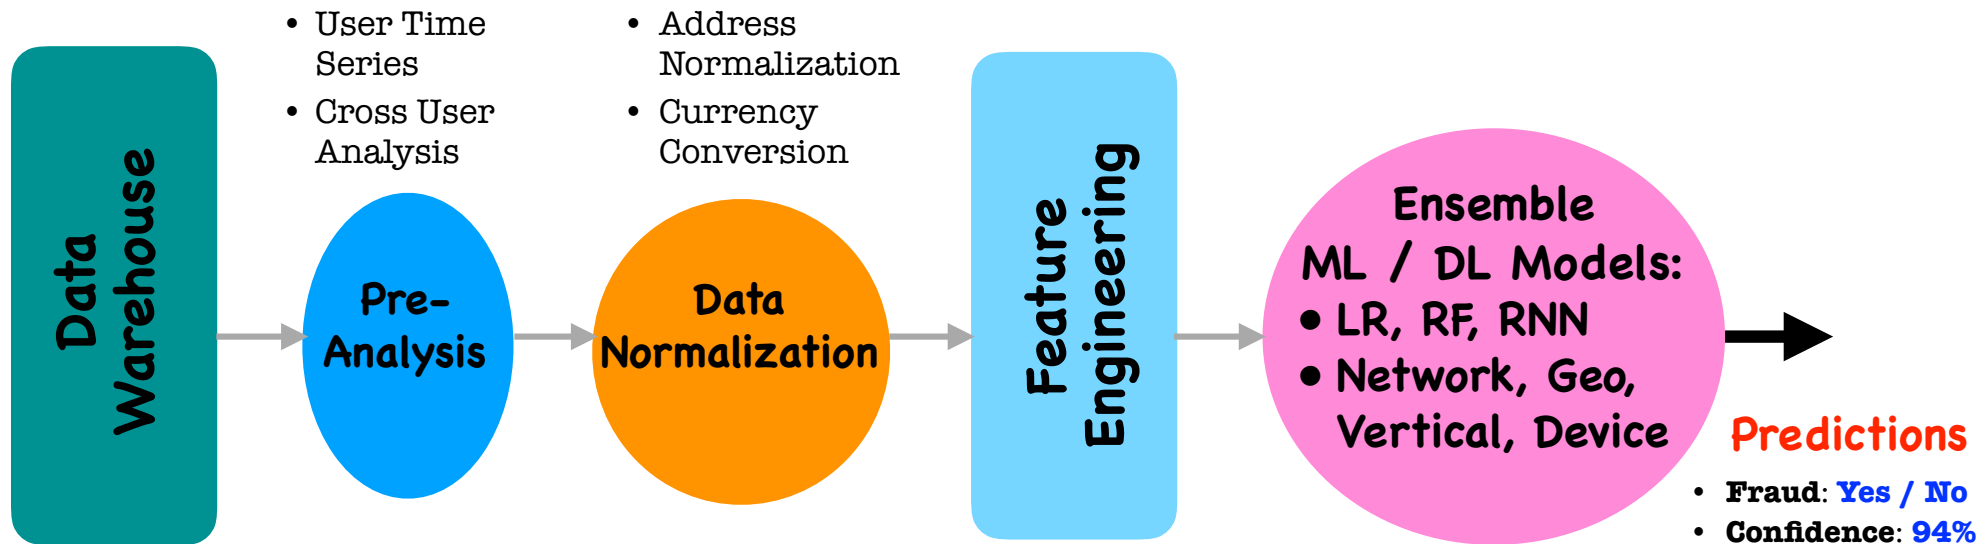 Data
Warehouse
• User Time
Series
• Cross User
Analysis
Pre-
Analysis
• Address
Normalization
• Currency
Conversion
Data
Normalization
Feature
Engineering
Ensemble
ML / DL Models:
• LR, RF, RNN
• Network, Geo,
Vertical, Device
Predictions
• Fraud: Yes / No
• Confidence: 94%